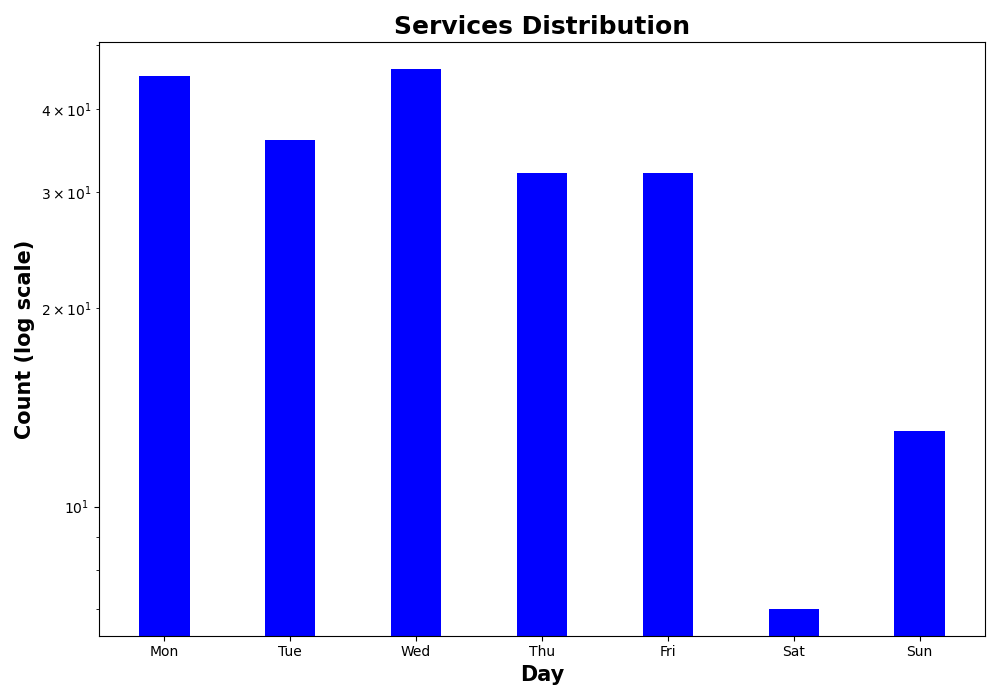 Services Distribution
Count (log scale)
4 × 10¹
3 × 10¹
2 × 10¹
10¹
Mon Tue Wed Thu Fri Sat Sun
Day